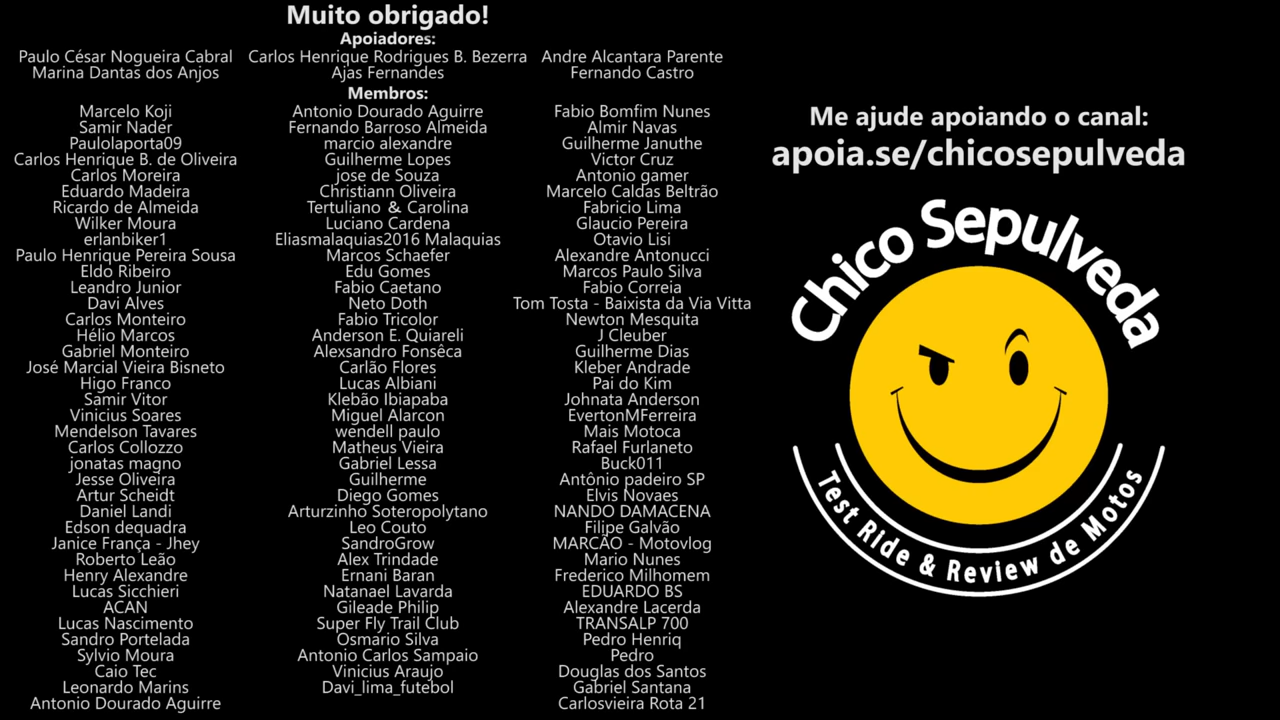 Muito obrigado!
Apoiadores:
Paulo César Nogueira Cabral
Carlos Henrique Rodrigues B. Bezerra
Andre Alcantara Parente
Marina Dantas dos Anjos
Ajas Fernandes
Fernando Castro
Membros:
Marcelo Koji
Samir Nader
Paulolaporta09
Carlos Henrique B. de Oliveira
Carlos Moreira
Eduardo Madeira
Ricardo de Almeida
Wilker Moura
erlanbiker1
Paulo Henrique Pereira Sousa
Eldo Ribeiro
Leandro Junior
Davi Alves
Carlos Monteiro
Hélio Marcos
Gabriel Monteiro
José Marcial Vieira Bisneto
Higo Franco
Samir Vitor
Vinicius Soares
Mendelson Tavares
Carlos Collozzo
jonatas magno
Jesse Oliveira
Artur Scheidt
Daniel Landi
Edson dequadra
Janice França - Jhey
Roberto Leão
Henry Alexandre
Lucas Sicchieri
ACAN
Lucas Nascimento
Sandro Portelada
Sylvio Moura
Caio Tec
Leonardo Marins
Antonio Dourado Aguirre
Antonio Dourado Aguirre
Fernando Barroso Almeida
marcio alexandre
Guilherme Lopes
jose de Souza
Christiann Oliveira
Tertuliano & Carolina
Luciano Cardena
Eliasmalaquias2016 Malaquias
Marcos Schaefer
Edu Gomes
Fabio Caetano
Neto Doth
Fabio Tricolor
Anderson E. Quiareli
Alexsandro Fonsêca
Carlão Flores
Lucas Albiani
Klebão Ibiapaba
Miguel Alarcon
wendell paulo
Matheus Vieira
Gabriel Lessa
Guilherme
Diego Gomes
Arturzinho Soteropolytano
Leo Couto
SandroGrow
Alex Trindade
Ernani Baran
Natanael Lavarda
Gileade Philip
Super Fly Trail Club
Osmario Silva
Antonio Carlos Sampaio
Vinicius Araujo
Davi_lima_futebol
Fabio Bomfim Nunes
Almir Navas
Guilherme Januthe
Victor Cruz
Antonio gamer
Marcelo Caldas Beltrão
Fabricio Lima
Glaucio Pereira
Otavio Lisi
Alexandre Antonucci
Marcos Paulo Silva
Fabio Correia
Tom Tosta - Baixista da Via Vitta
Newton Mesquita
J Cleuber
Guilherme Dias
Kleber Andrade
Pai do Kim
Johnata Anderson
EvertonMFerreira
Mais Motoca
Rafael Furlaneto
Buck011
Antônio padeiro SP
Elvis Novaes
NANDO DAMACENA
Filipe Galvão
MARCÃO - Motovlog
Mario Nunes
Frederico Milhomem
EDUARDO BS
Alexandre Lacerda
TRANSALP 700
Pedro Henriq
Pedro
Douglas dos Santos
Gabriel Santana
Carlosvieira Rota 21
Me ajude apoiando o canal:
apoia.se/chicosepulveda
Chico Sepulveda
Test Ride & Review de Motos